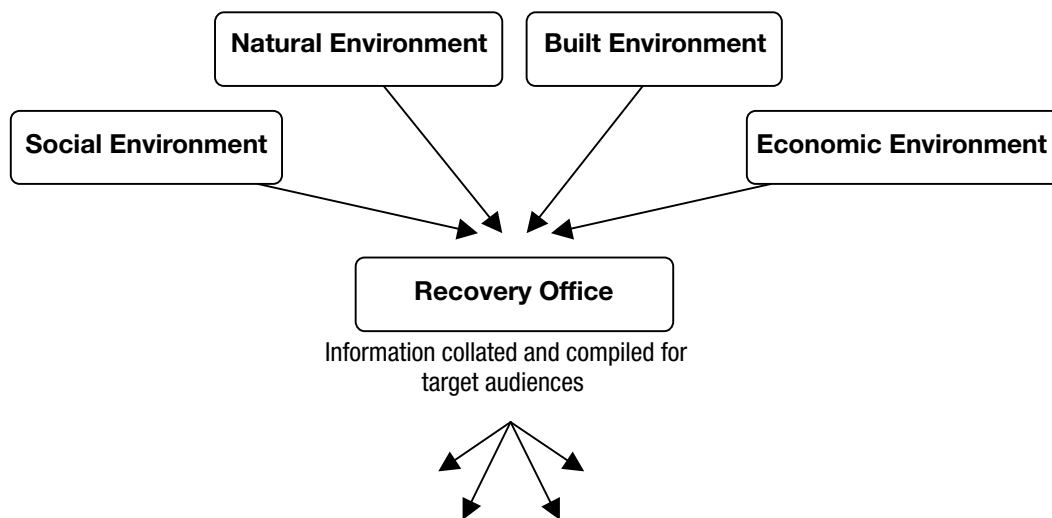 Natural Environment
Built Environment
Social Environment
Economic Environment
Recovery Office
Information collated and compiled for
target audiences